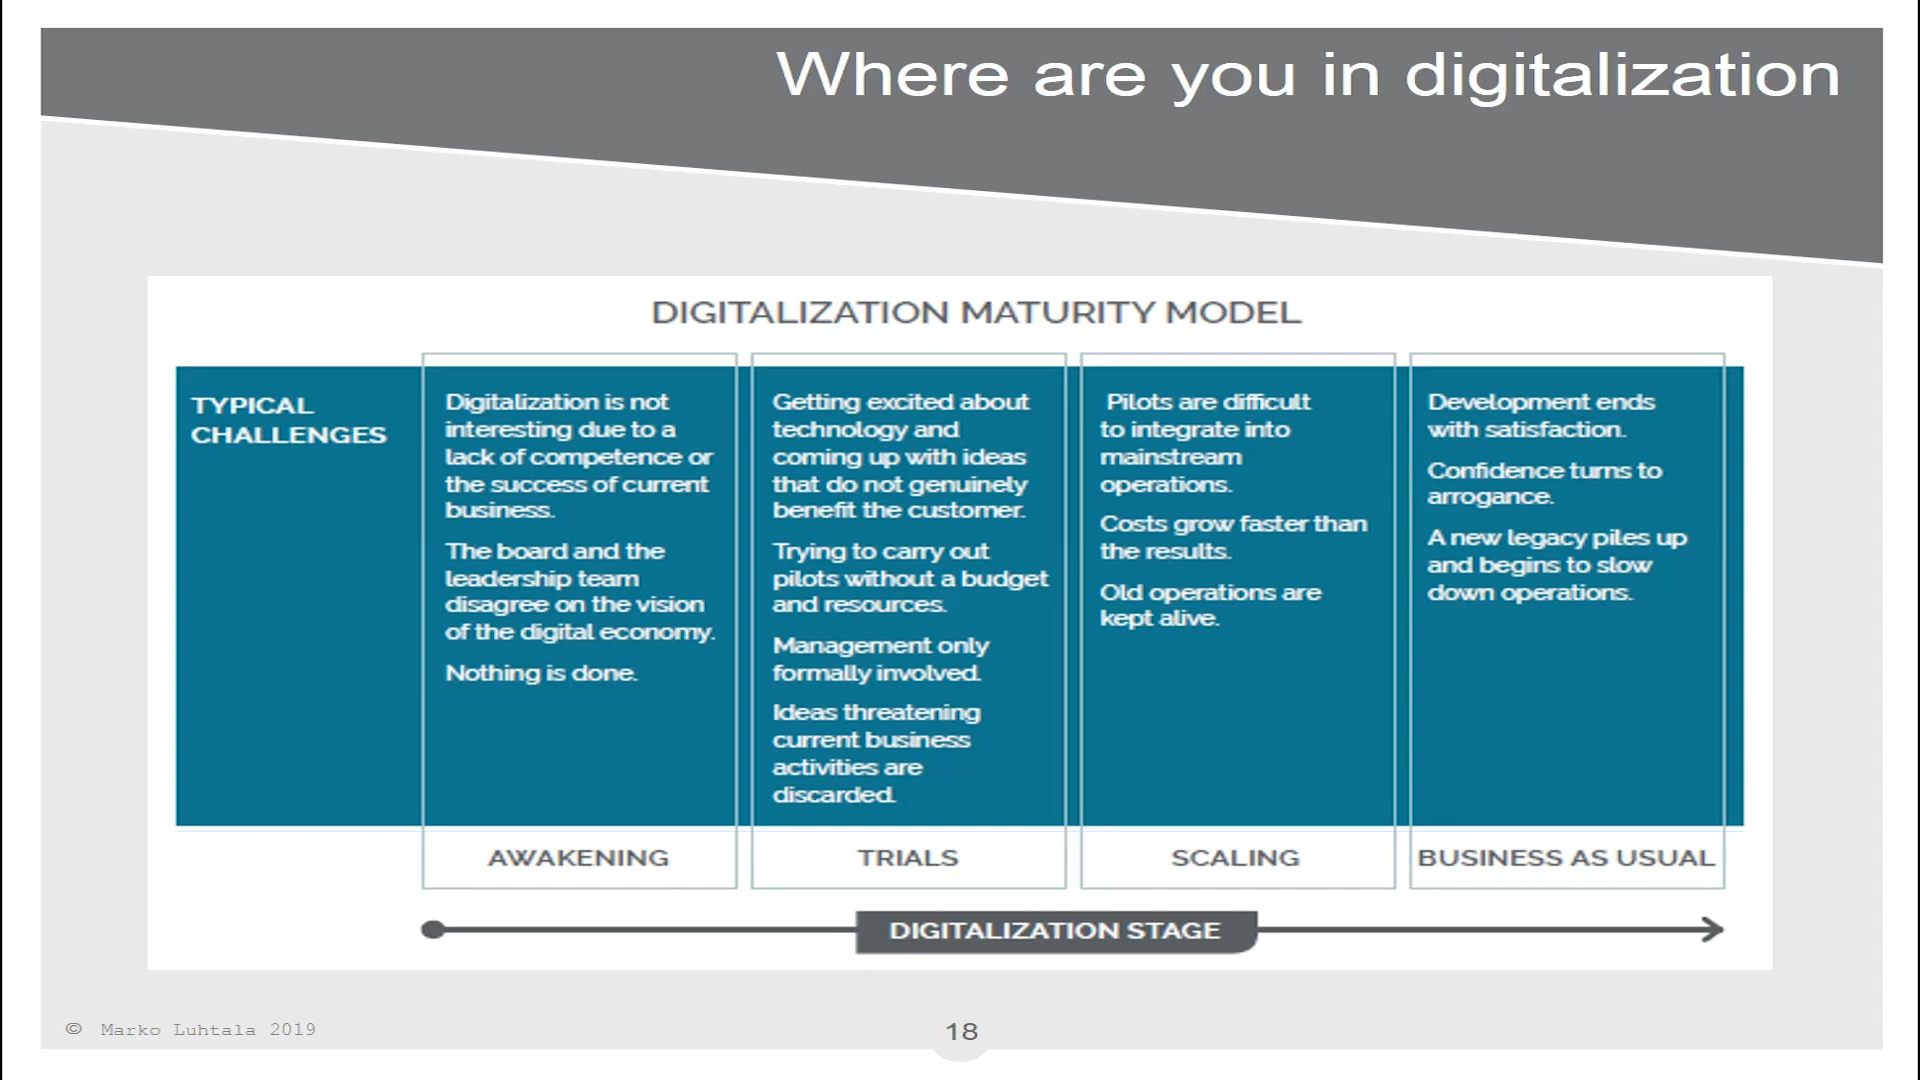 Where are you in digitalization
DIGITALIZATION MATURITY MODEL
TYPICAL
CHALLENGES
Digitalization is not
interesting due to a
lack of competence or
the success of current
business.
The board and the
leadership team
disagree on the vision
of the digital economy.
Nothing is done.
Getting excited about
technology and
coming up with ideas
that do not genuinely
benefit the customer.
Trying to carry out
pilots without a budget
and resources.
Management only
formally involved.
Ideas threatening
current business
activities are
discarded.
Pilots are difficult
to integrate into
mainstream
operations.
Costs grow faster than
the results.
Old operations are
kept alive.
Development ends
with satisfaction.
Confidence turns to
arrogance.
A new legacy piles up
and begins to slow
down operations.
AWAKENING
TRIALS
SCALING
BUSINESS AS USUAL
DIGITALIZATION STAGE
© Marko Luhtala 2019
18